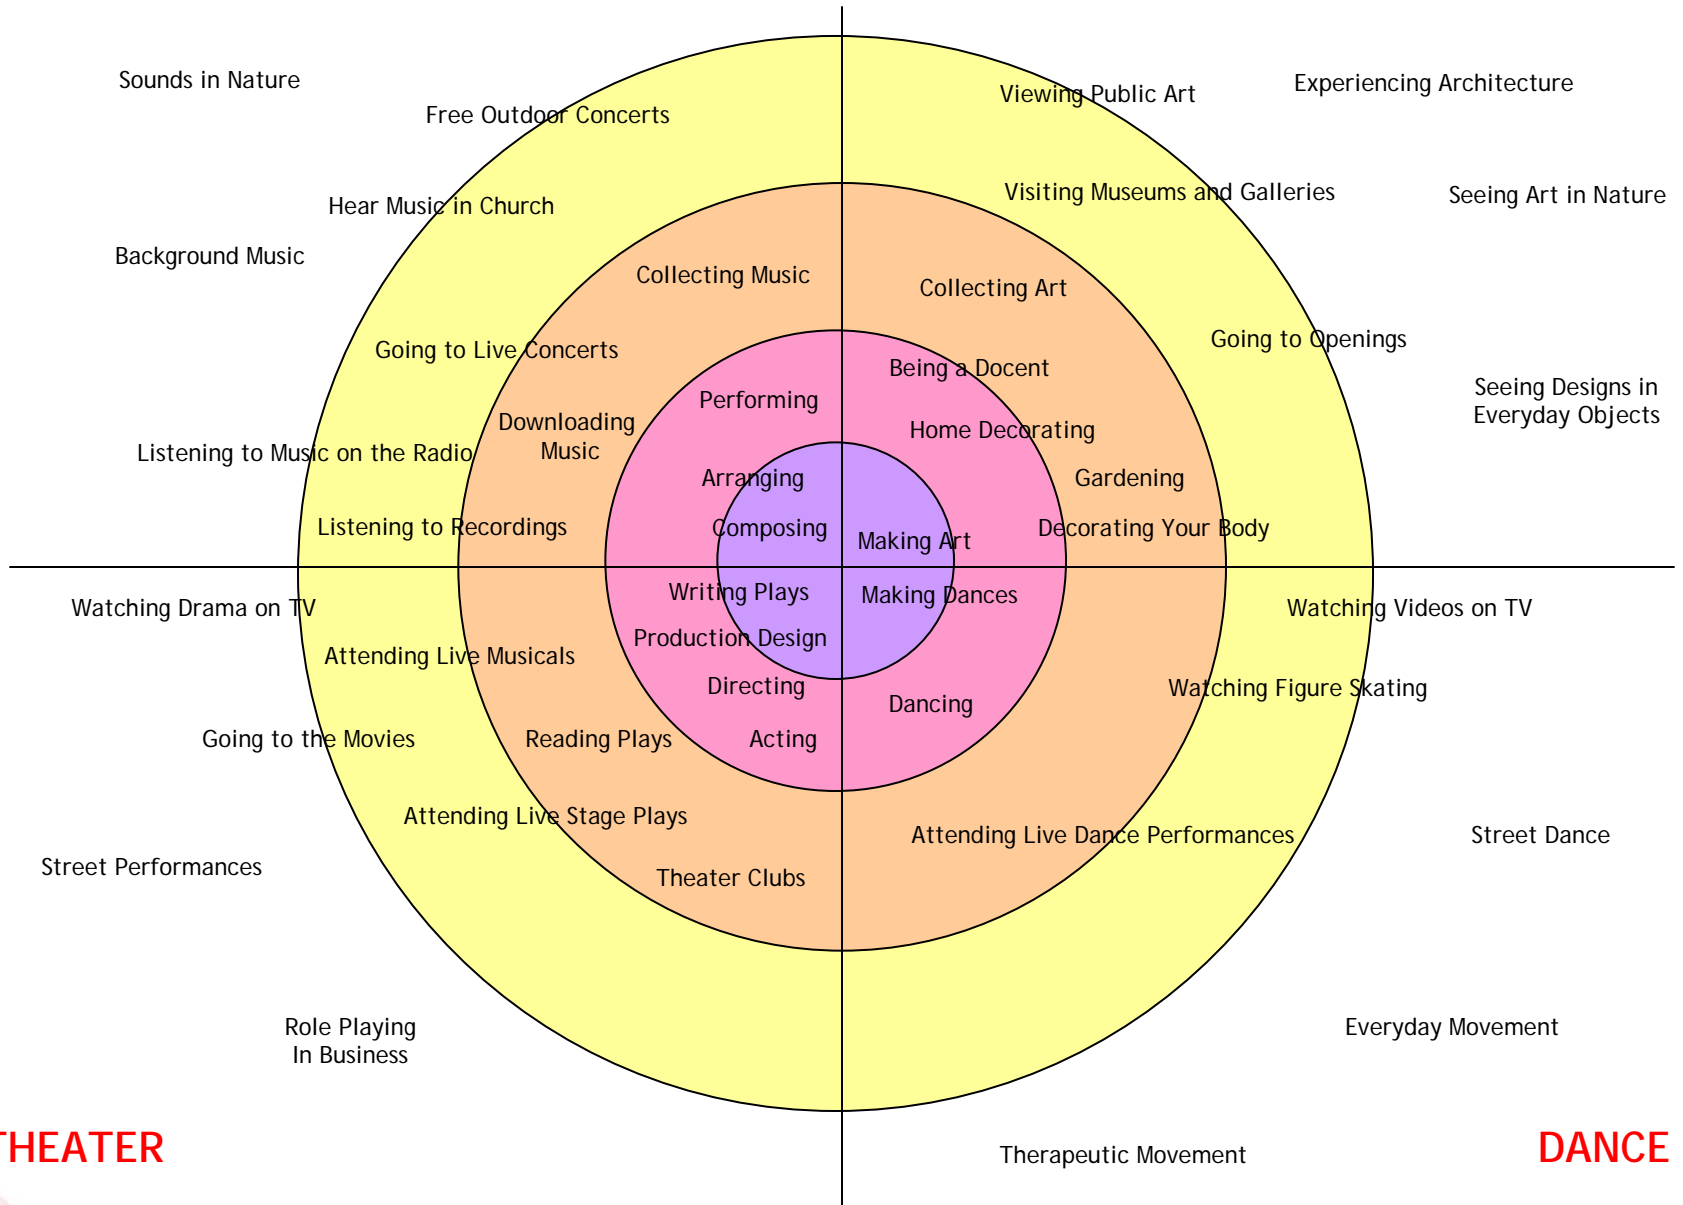 Sounds in Nature
Free Outdoor Concerts
Hear Music in Church
Background Music
Collecting Music
Going to Live Concerts
Performing
Downloading
Music
Listening to Music on the Radio
Arranging
Listening to Recordings
Composing
Viewing Public Art
Experiencing Architecture
Visiting Museums and Galleries
Seeing Art in Nature
Collecting Art
Going to Openings
Being a Docent
Seeing Designs in
Everyday Objects
Home Decorating
Gardening
Decorating Your Body
Making Art
Watching Drama on TV
Writing Plays
Production Design
Attending Live Musicals
Directing
Going to the Movies
Reading Plays
Acting
Attending Live Stage Plays
Street Performances
Theater Clubs
Role Playing
In Business
THEATER
Making Dances
Watching Videos on TV
Watching Figure Skating
Dancing
Attending Live Dance Performances
Street Dance
Everyday Movement
Therapeutic Movement
DANCE